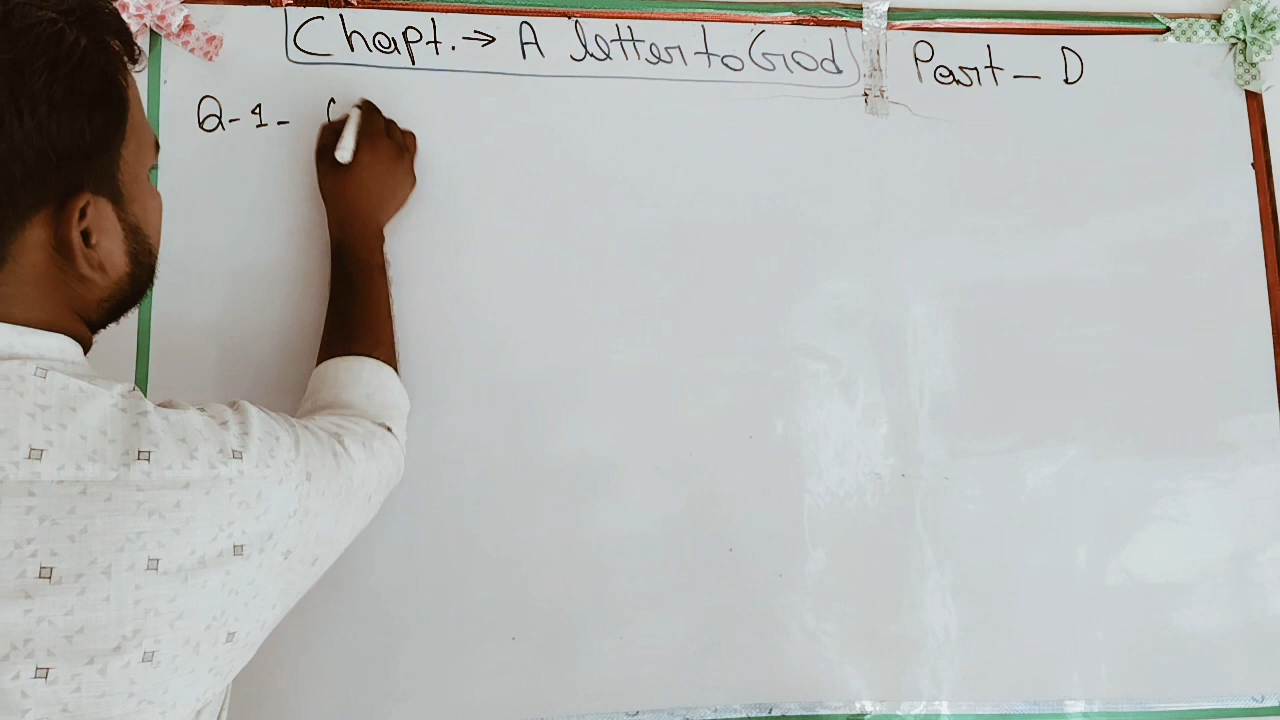 Chapt. → A letter to God Part - D
Q-1-